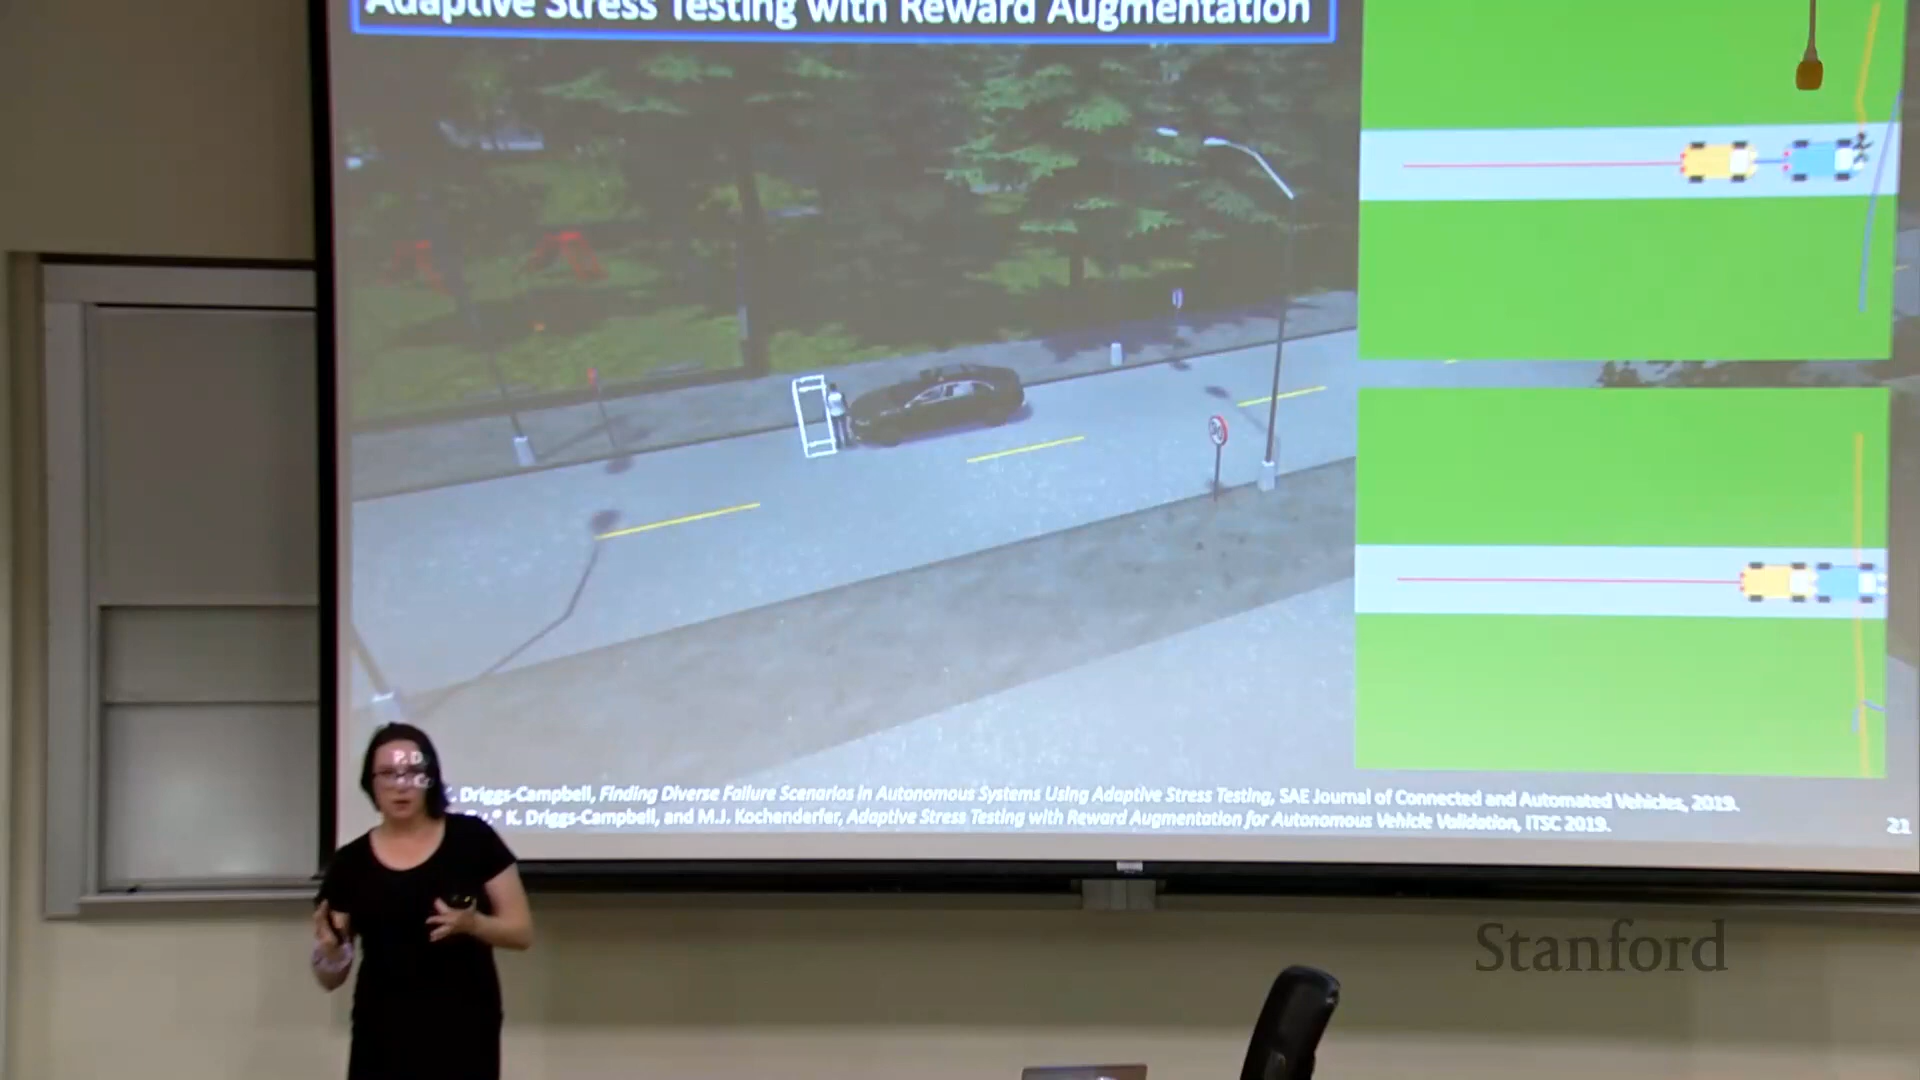 Adaptive Stress Testing with Reward Augmentation
K. Driggs-Campbell, Finding Diverse Failure Scenarios in Autonomous Systems Using Adaptive Stress Testing, SAE Journal of Connected and Automated Vehicles, 2019.
K. Driggs-Campbell, and M.J. Kochenderfer, Adaptive Stress Testing with Reward Augmentation for Autonomous Vehicle Validation, ITSC 2019.
21
Stanford